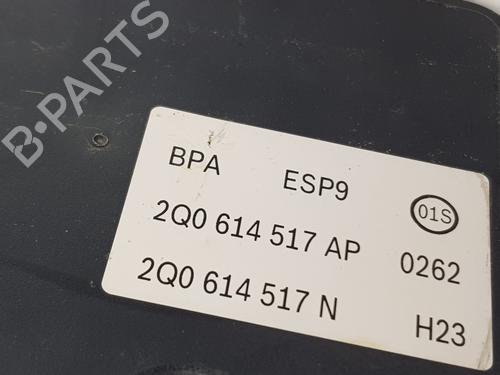 B·PARTS
BPA ESP9 01S
2Q0 614 517 AP 0262
2Q0 614 517 N H23